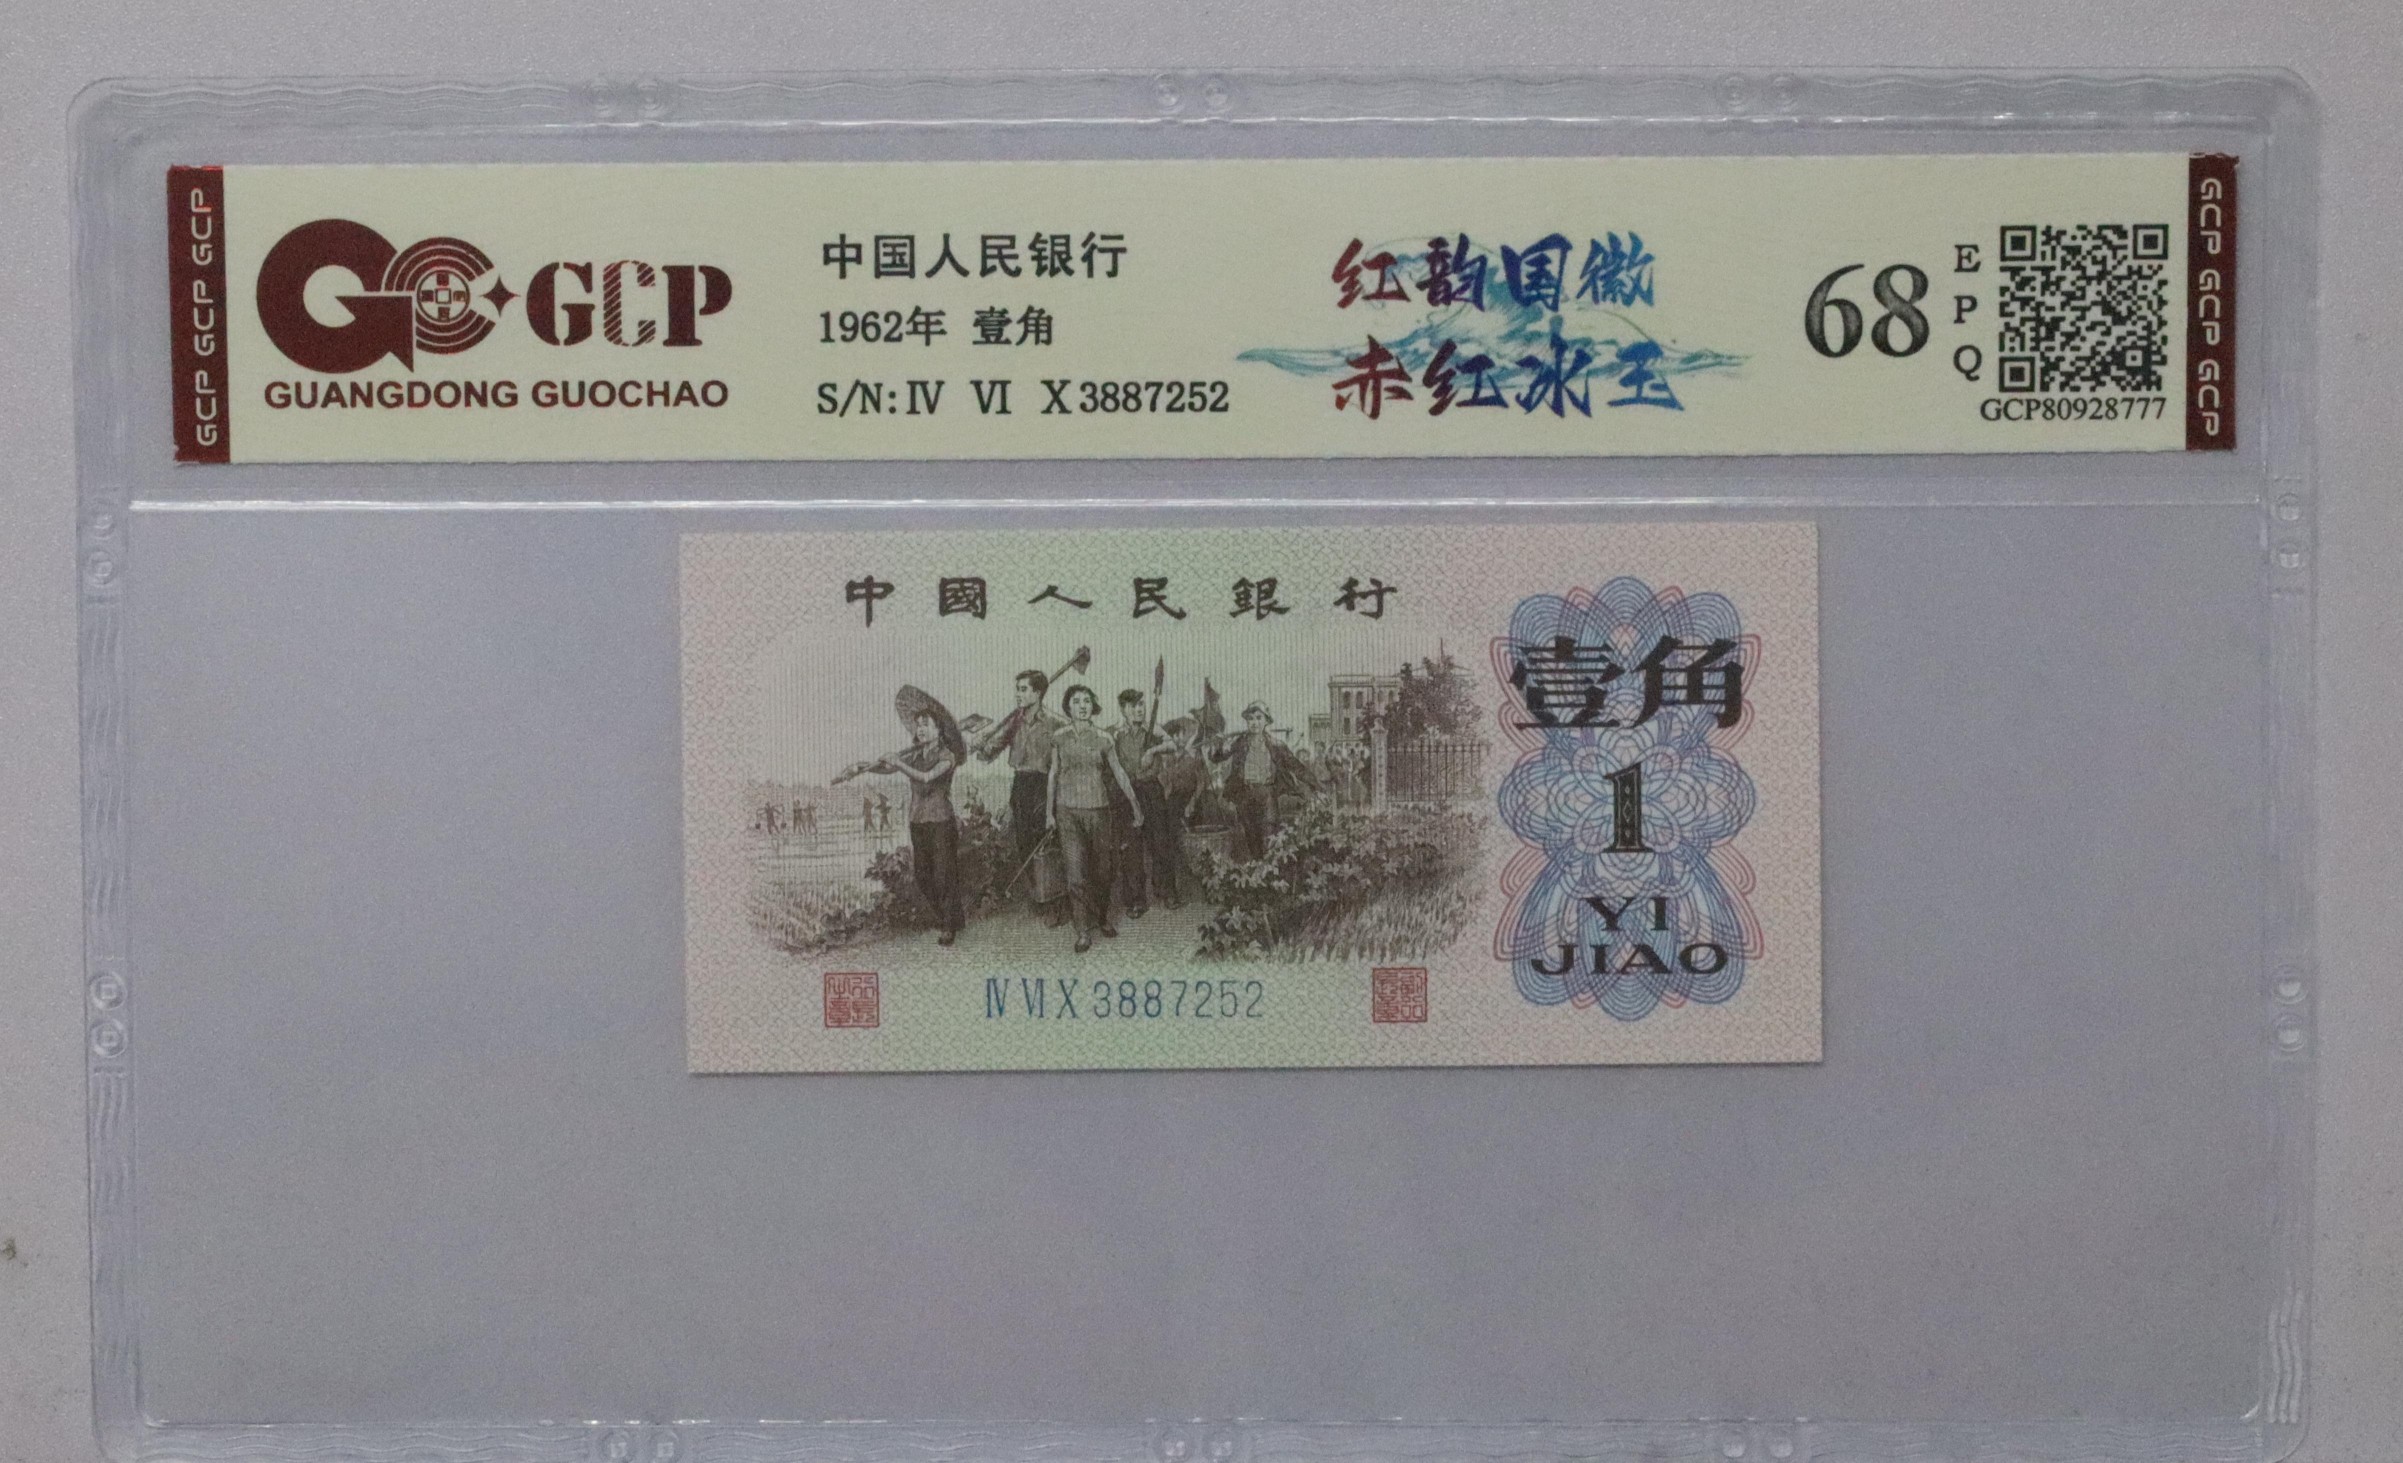 GCP GCP GCP
GCP
GUANGDONG GUOCHAO
中国人民银行
1962年 壹角
S/N: Ⅳ Ⅵ Ⅹ 3887252
红韵国徽
赤红冰玉
68
E
P
Q
GCP80928777
GCP GCP GCP
中國人民銀行
壹角
1
YI
JIAO
Ⅳ Ⅵ Ⅹ 3887252